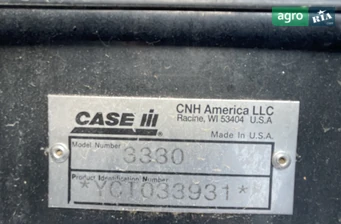 agro RIA
.com
CASE IH
CNH America LLC
Racine, WI 53404 U.S.A
Made in U.S.A.
Model Number
3330
Product Identification Number
*YCT033931*